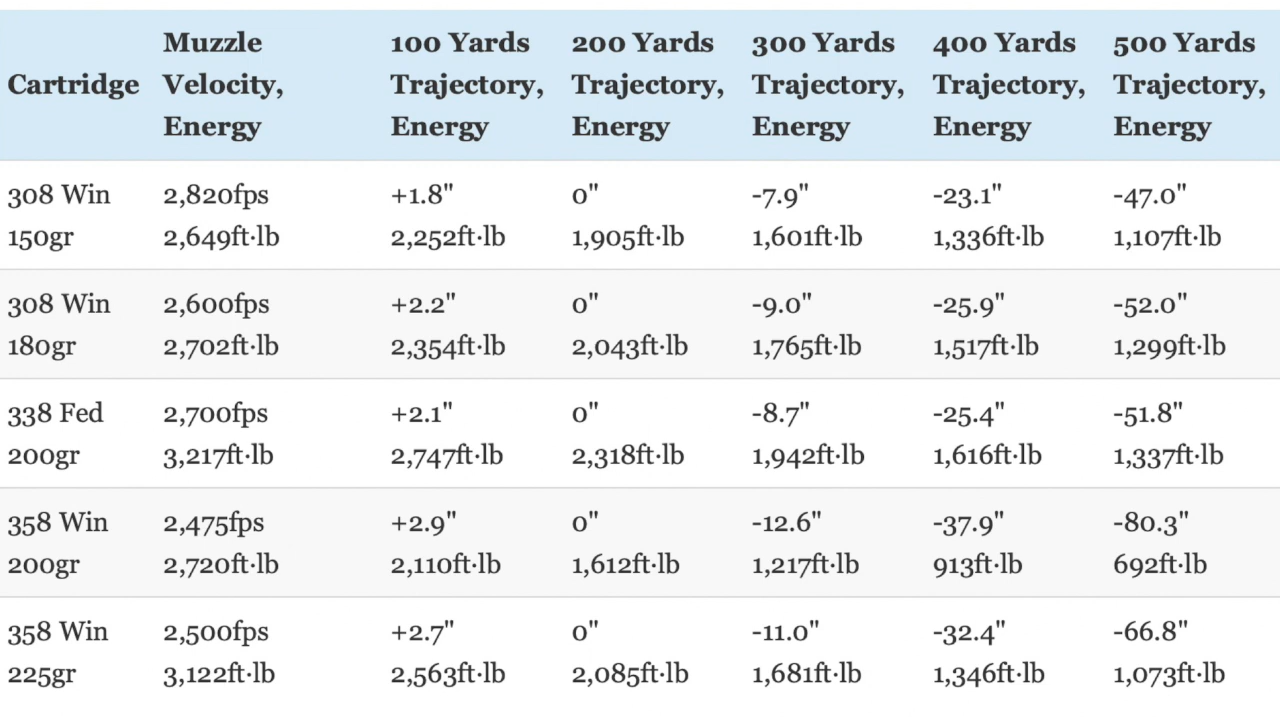 Cartridge Muzzle Velocity, Energy 100 Yards Trajectory, Energy 200 Yards Trajectory, Energy 300 Yards Trajectory, Energy 400 Yards Trajectory, Energy 500 Yards Trajectory, Energy
308 Win 2,820fps +1.8" 0" -7.9" -23.1" -47.0"
150gr 2,649ft·lb 2,252ft·lb 1,905ft·lb 1,601ft·lb 1,336ft·lb 1,107ft·lb
308 Win 2,600fps +2.2" 0" -9.0" -25.9" -52.0"
180gr 2,702ft·lb 2,354ft·lb 2,043ft·lb 1,765ft·lb 1,517ft·lb 1,299ft·lb
338 Fed 2,700fps +2.1" 0" -8.7" -25.4" -51.8"
200gr 3,217ft·lb 2,747ft·lb 2,318ft·lb 1,942ft·lb 1,616ft·lb 1,337ft·lb
358 Win 2,475fps +2.9" 0" -12.6" -37.9" -80.3"
200gr 2,720ft·lb 2,110ft·lb 1,612ft·lb 1,217ft·lb 913ft·lb 692ft·lb
358 Win 2,500fps +2.7" 0" -11.0" -32.4" -66.8"
225gr 3,122ft·lb 2,563ft·lb 2,085ft·lb 1,681ft·lb 1,346ft·lb 1,073ft·lb